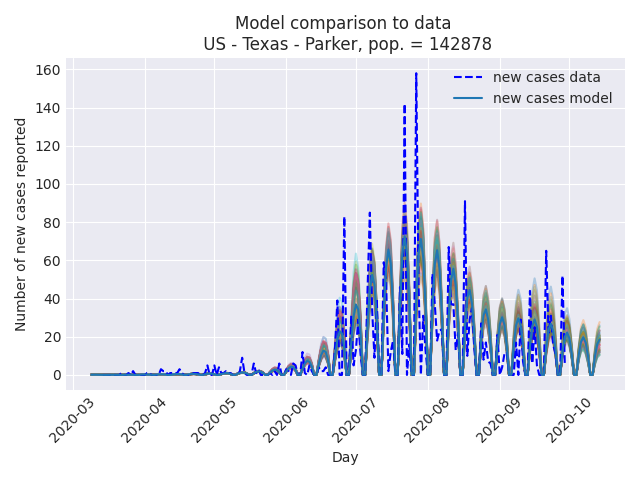 Model comparison to data
US - Texas - Parker, pop. = 142878
new cases data
new cases model
Number of new cases reported
160
140
120
100
80
60
40
20
0
2020-03
2020-04
2020-05
2020-06
2020-07
2020-08
2020-09
2020-10
Day